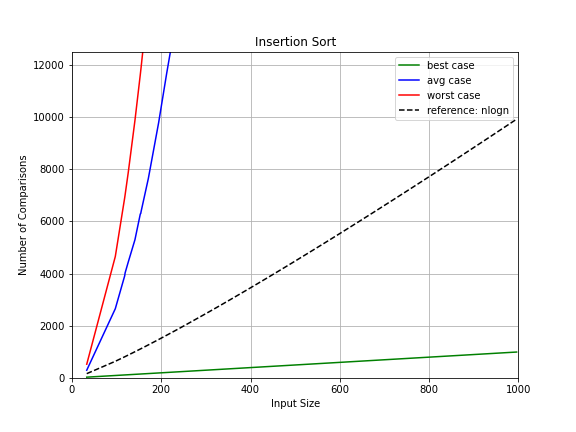 Insertion Sort
12000
10000
8000
6000
4000
2000
0
Number of Comparisons
best case
avg case
worst case
reference: nlogn
0
200
400
600
800
1000
Input Size